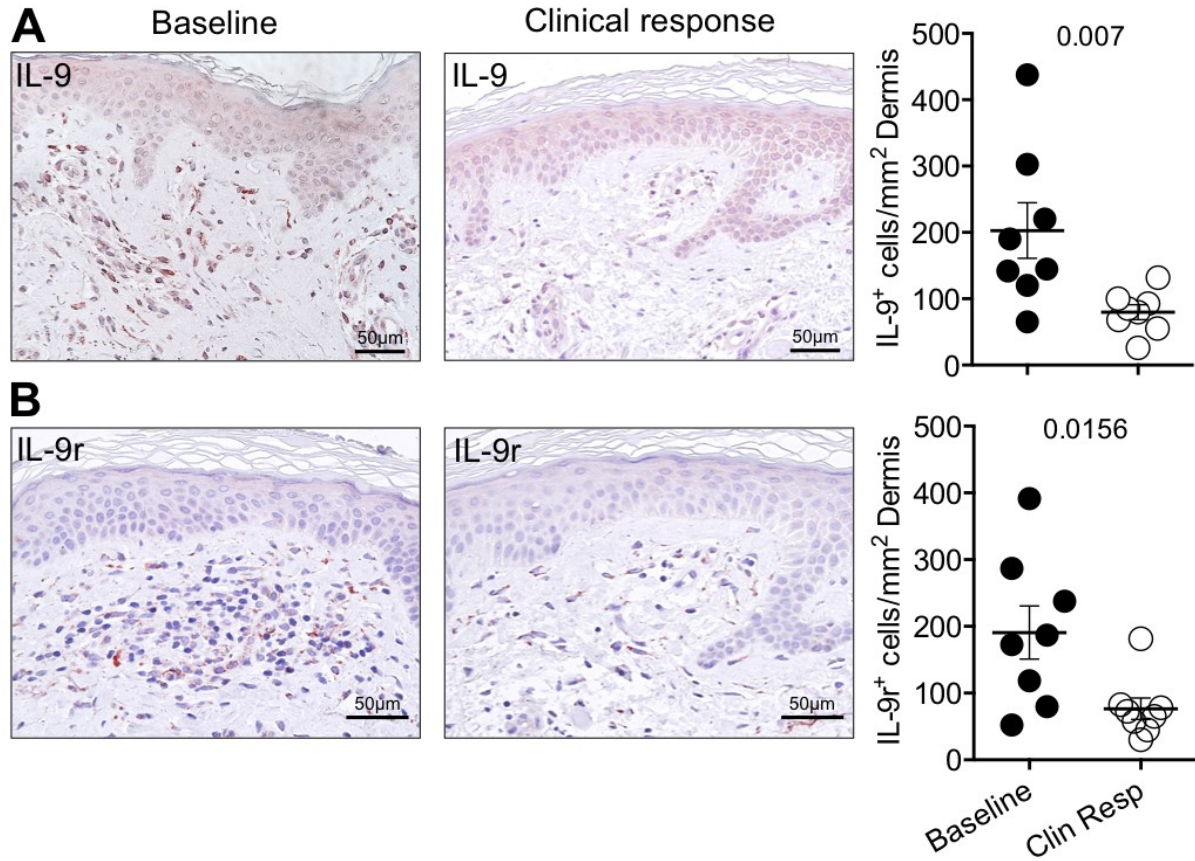 A
Baseline
Clinical response
IL-9
50µm
50µm
500
400
300
200
100
0
IL-9+ cells/mm2 Dermis
0.007
B
IL-9r
50µm
IL-9r
50µm
500
400
300
200
100
0
IL-9r+ cells/mm2 Dermis
0.0156
Baseline
Clin Resp